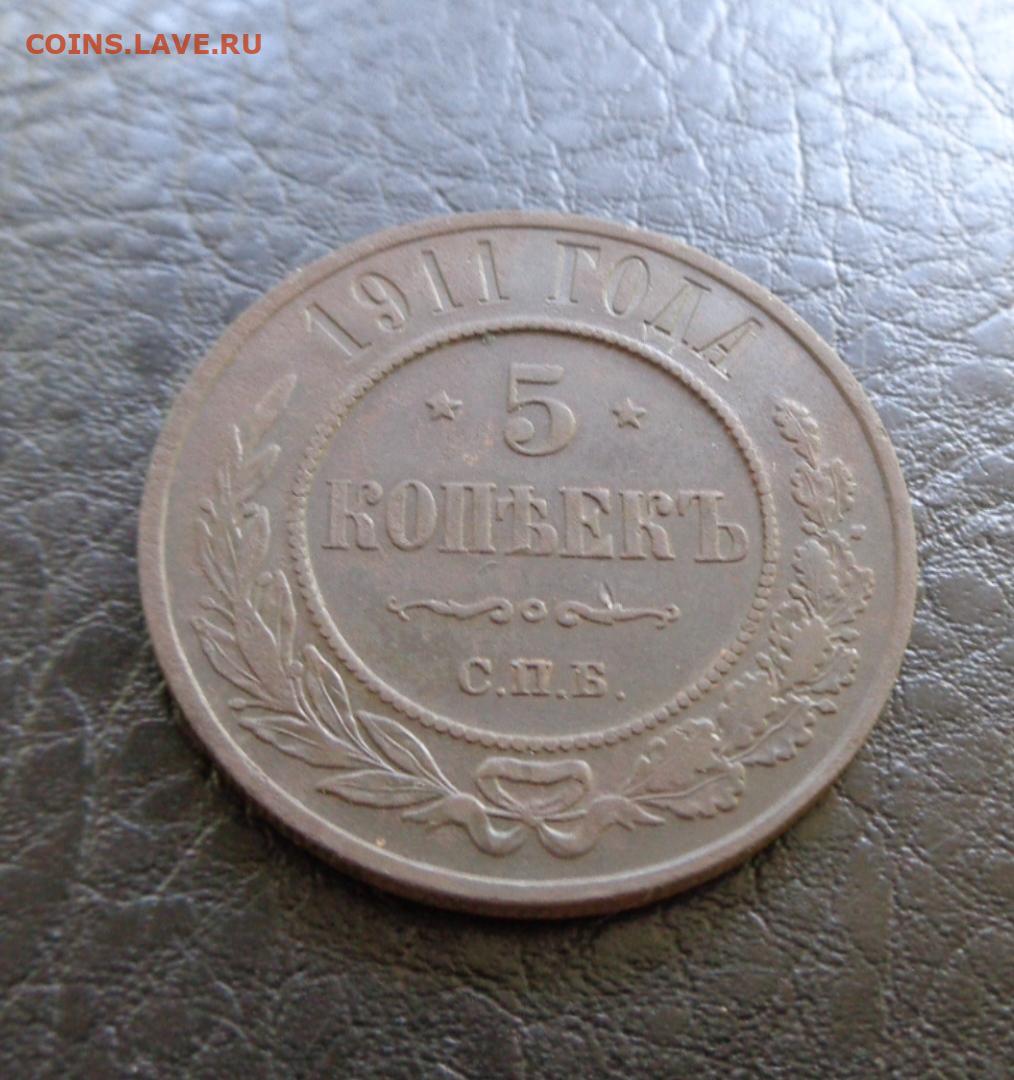 COINS.LAVE.RU
1911 ГОДА
5
КОПѢЕКЪ
С.П.Б.